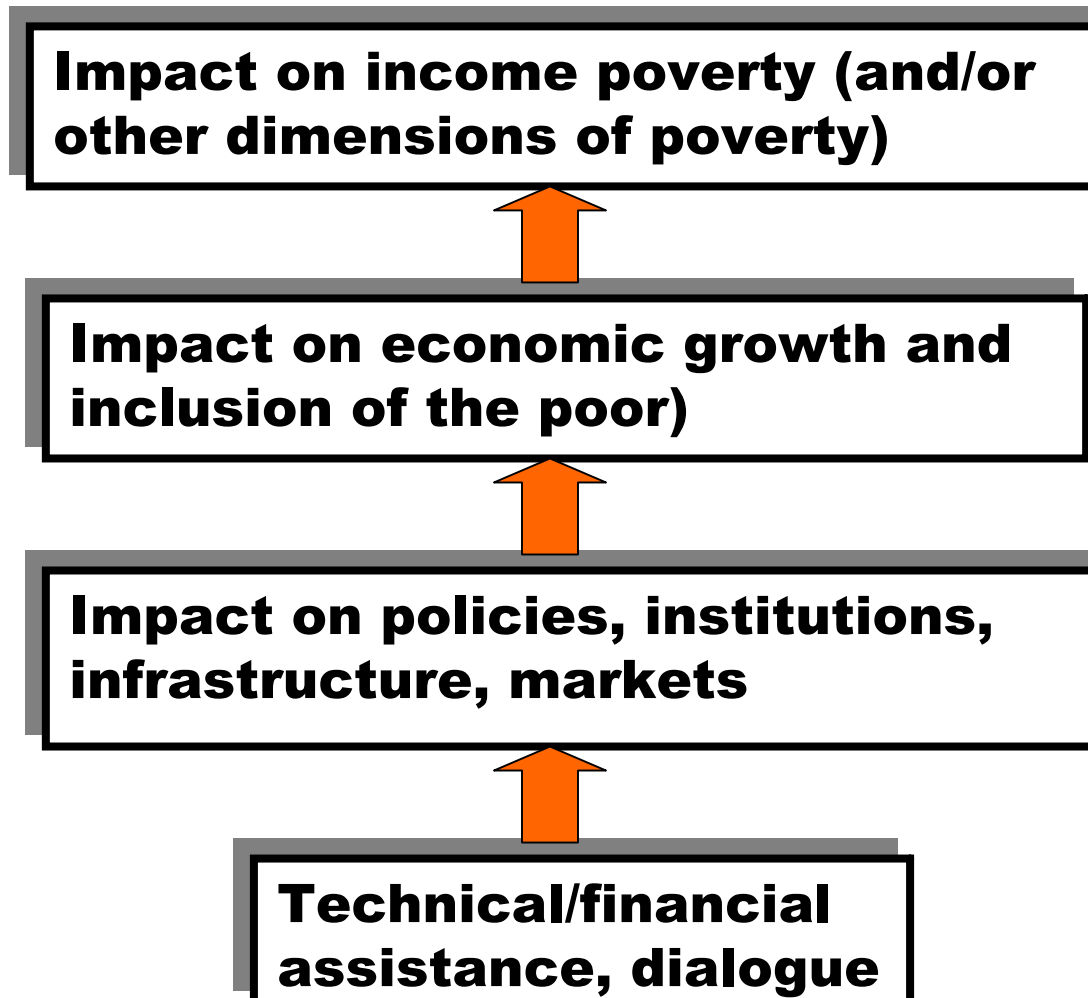 Impact on income poverty (and/or
other dimensions of poverty)
Impact on economic growth and
inclusion of the poor)
Impact on policies, institutions,
infrastructure, markets
Technical/financial
assistance, dialogue